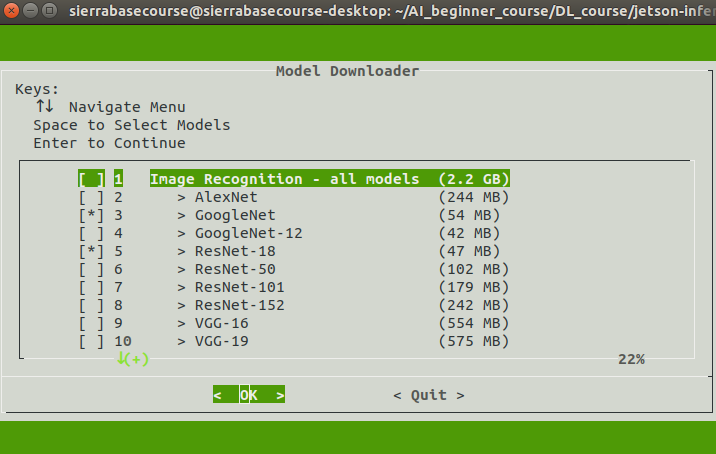 sierrabasecourse@sierrabasecourse-desktop: ~/AI_beginner_course/DL_course/jetson-infer
Model Downloader
Keys:
↑↓ Navigate Menu
Space to Select Models
Enter to Continue
[ ] 1 Image Recognition - all models (2.2 GB)
[ ] 2 > AlexNet (244 MB)
[*] 3 > GoogleNet (54 MB)
[ ] 4 > GoogleNet-12 (42 MB)
[*] 5 > ResNet-18 (47 MB)
[ ] 6 > ResNet-50 (102 MB)
[ ] 7 > ResNet-101 (179 MB)
[ ] 8 > ResNet-152 (242 MB)
[ ] 9 > VGG-16 (554 MB)
[ ] 10 > VGG-19 (575 MB)
↓(+) 22%
< OK > < Quit >